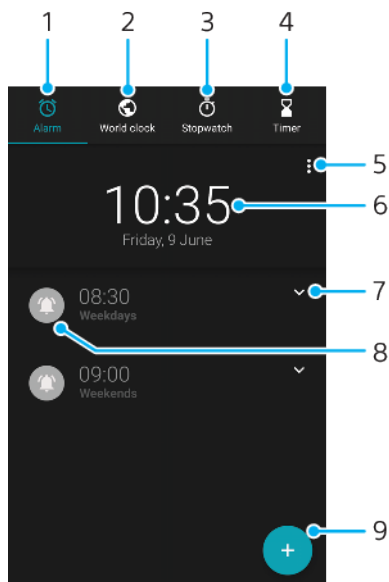 1 2 3 4
Alarm World clock Stopwatch Timer
5
10:35
6
Friday, 9 June
08:30
7
Weekdays
8
09:00
Weekends
9